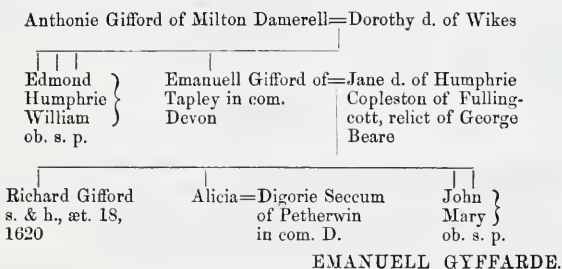 Anthonie Gifford of Milton Damerell=Dorothy d. of Wikes
Edmond
Humphrie
William
ob. s. p.
Emanuell Gifford of=Jane d. of Humphrie
Tapley in com. Copleston of Fulling-
Devon cott, relict of George
Beare
Richard Gifford
s. & h., æt. 18,
1620
Alicia=Digorie Seccum
of Petherwin
in com. D.
John
Mary
ob. s. p.
EMANUELL GYFFARDE.